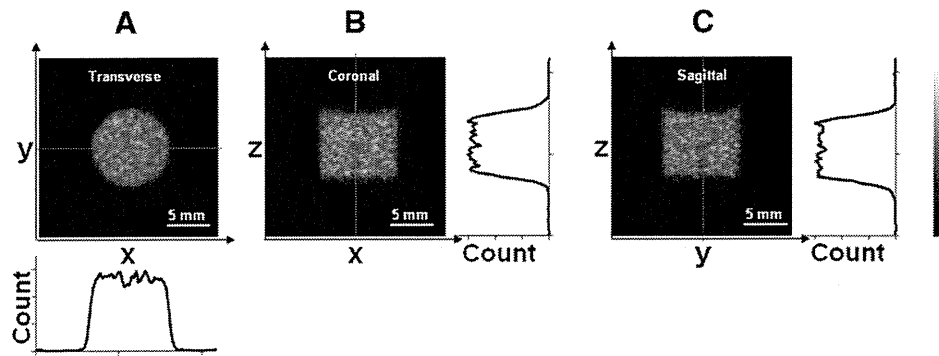 A
B
C
Transverse
Coronal
Sagittal
y
z
z
5 mm
5 mm
5 mm
x
x
Count
y
Count
Count